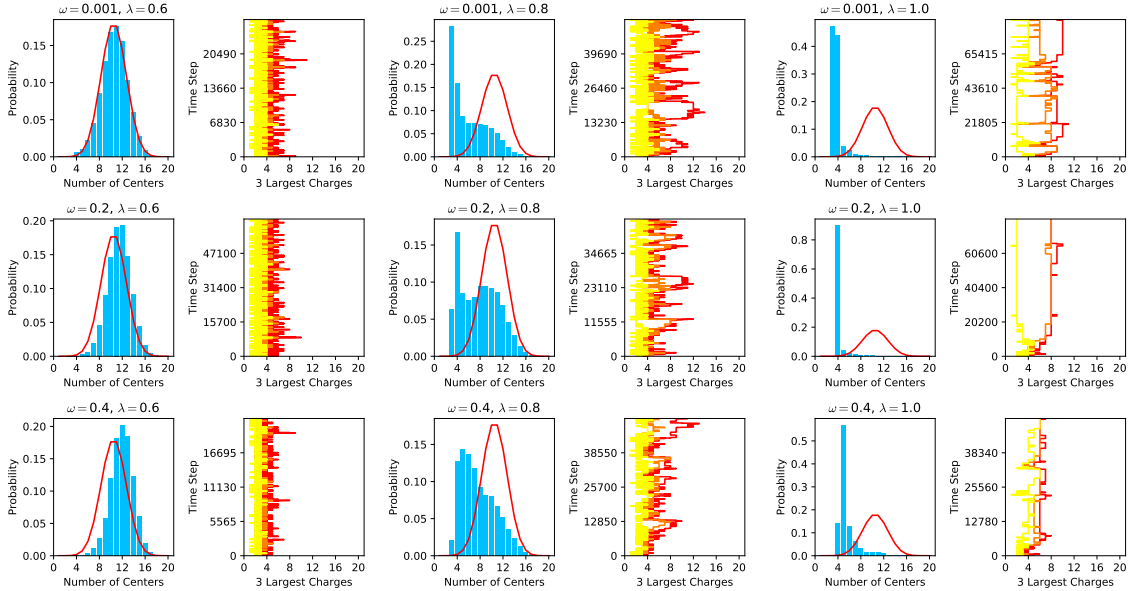 ω = 0.001, λ = 0.6
Probability
0.15
0.10
0.05
0.00
0 4 8 12 16 20
Number of Centers
Time Step
20490
13660
6830
0
0 4 8 12 16 20
3 Largest Charges
ω = 0.001, λ = 0.8
Probability
0.25
0.20
0.15
0.10
0.05
0.00
0 4 8 12 16 20
Number of Centers
Time Step
39690
26460
13230
0
0 4 8 12 16 20
3 Largest Charges
ω = 0.001, λ = 1.0
Probability
0.4
0.3
0.2
0.1
0.0
0 4 8 12 16 20
Number of Centers
Time Step
65415
43610
21805
0
0 4 8 12 16 20
3 Largest Charges
ω = 0.2, λ = 0.6
Probability
0.20
0.15
0.10
0.05
0.00
0 4 8 12 16 20
Number of Centers
Time Step
47100
31400
15700
0
0 4 8 12 16 20
3 Largest Charges
ω = 0.2, λ = 0.8
Probability
0.20
0.15
0.10
0.05
0.00
0 4 8 12 16 20
Number of Centers
Time Step
34665
23110
11555
0
0 4 8 12 16 20
3 Largest Charges
ω = 0.2, λ = 1.0
Probability
0.8
0.6
0.4
0.2
0.0
0 4 8 12 16 20
Number of Centers
Time Step
60600
40400
20200
0
0 4 8 12 16 20
3 Largest Charges
ω = 0.4, λ = 0.6
Probability
0.20
0.15
0.10
0.05
0.00
0 4 8 12 16 20
Number of Centers
Time Step
16695
11130
5565
0
0 4 8 12 16 20
3 Largest Charges
ω = 0.4, λ = 0.8
Probability
0.15
0.10
0.05
0.00
0 4 8 12 16 20
Number of Centers
Time Step
38550
25700
12850
0
0 4 8 12 16 20
3 Largest Charges
ω = 0.4, λ = 1.0
Probability
0.5
0.4
0.3
0.2
0.1
0.0
0 4 8 12 16 20
Number of Centers
Time Step
38340
25560
12780
0
0 4 8 12 16 20
3 Largest Charges